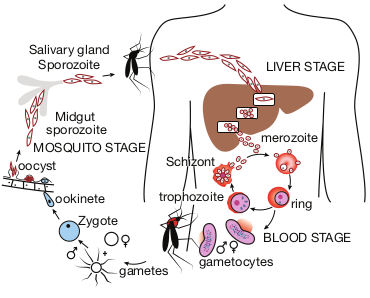 Salivary gland
Sporozoite
LIVER STAGE
Midgut
sporozoite
MOSQUITO STAGE
merozoite
Schizont
oocyst
ookinete
trophozoite
ring
Zygote
BLOOD STAGE
♂ ♀
gametocytes
♂ + ♀
gametes